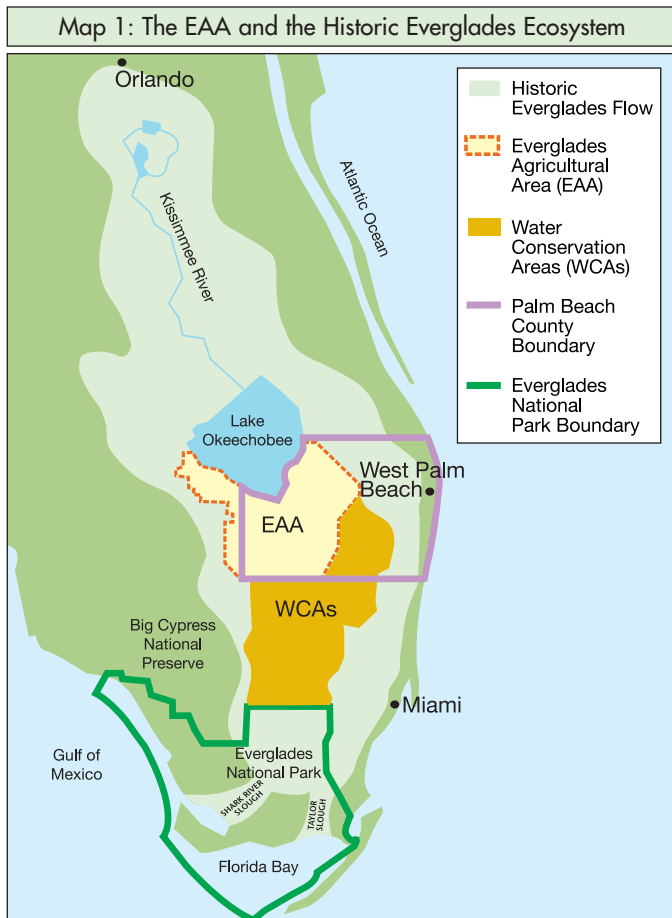 Map 1: The EAA and the Historic Everglades Ecosystem
Orlando
Kissimmee River
Atlantic Ocean
Historic
Everglades Flow
Everglades
Agricultural
Area (EAA)
Water
Conservation
Areas (WCAs)
Palm Beach
County
Boundary
Everglades
National
Park Boundary
Lake
Okeechobee
West Palm
Beach
EAA
WCAs
Big Cypress
National
Preserve
Miami
Gulf of
Mexico
Everglades
National Park
SHARK RIVER
SLOUGH
TAYLOR
SLOUGH
Florida Bay